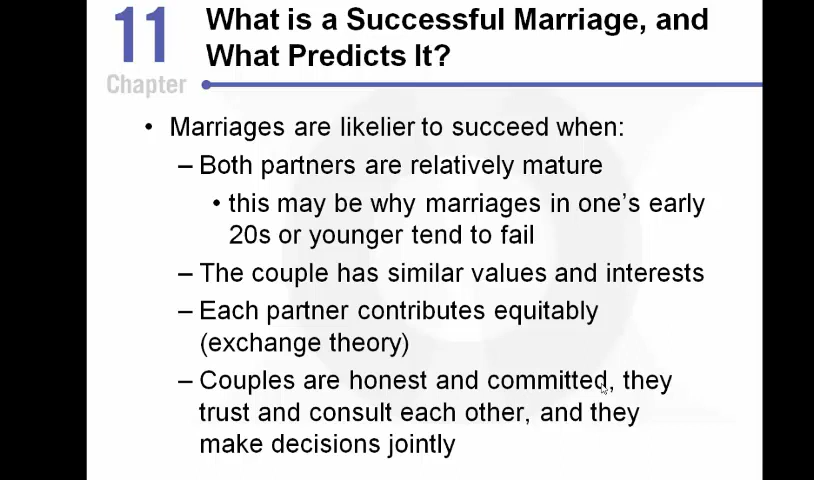 11
Chapter
What is a Successful Marriage, and
What Predicts It?
• Marriages are likelier to succeed when:
– Both partners are relatively mature
• this may be why marriages in one's early
20s or younger tend to fail
– The couple has similar values and interests
– Each partner contributes equitably
(exchange theory)
– Couples are honest and committed, they
trust and consult each other, and they
make decisions jointly